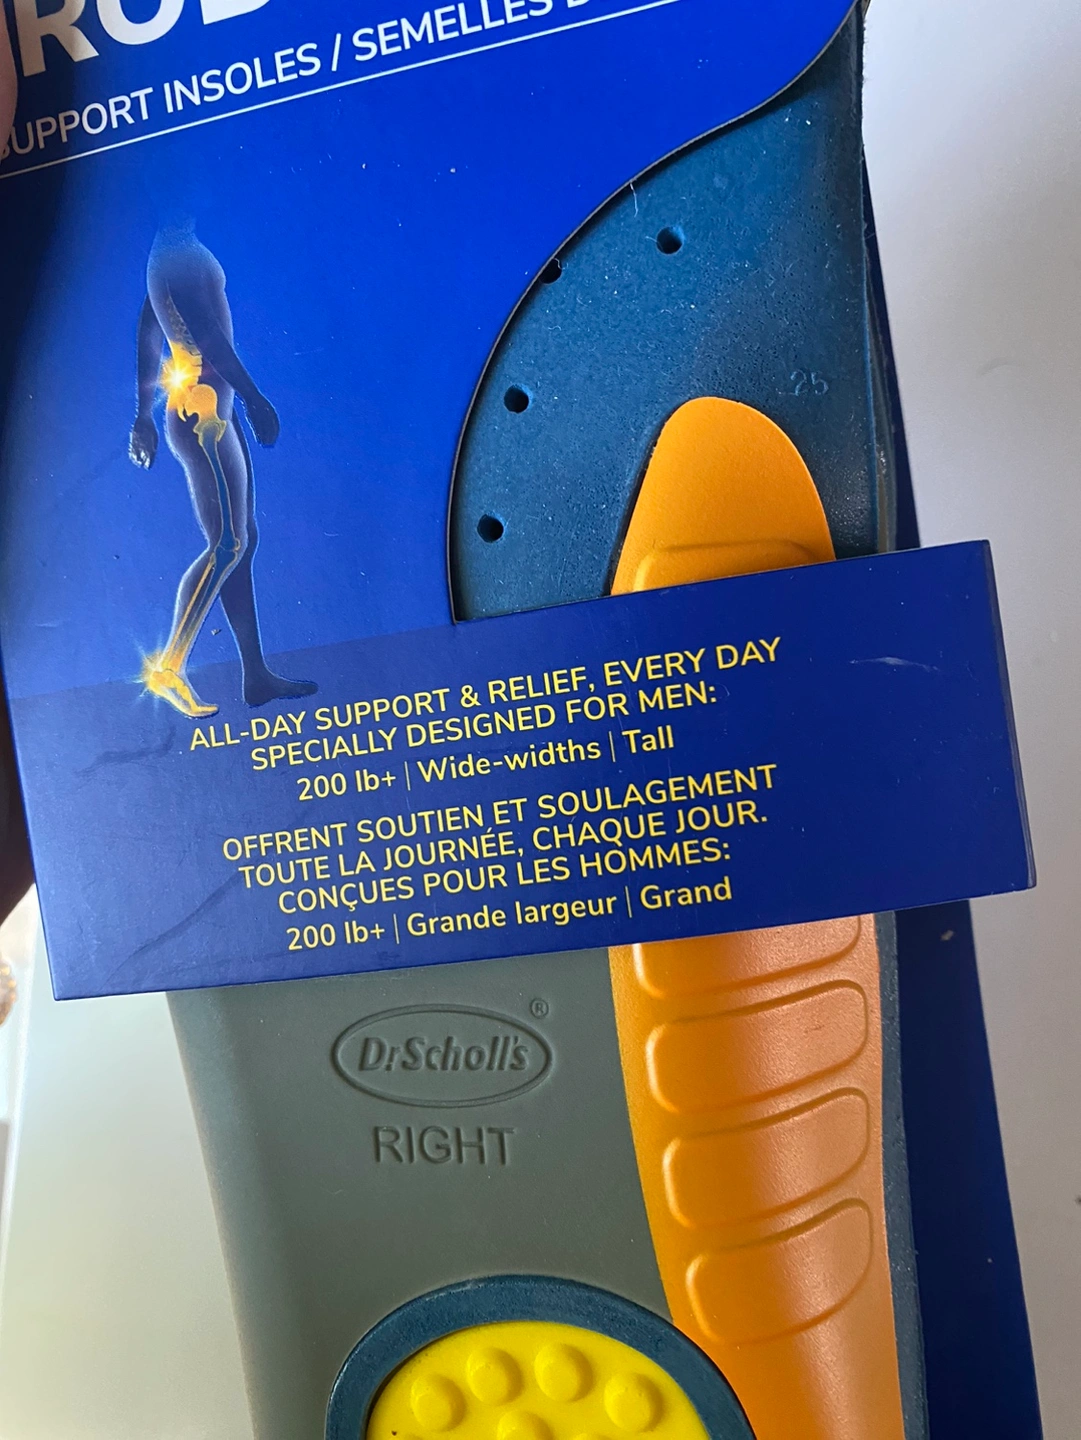 SUPPORT INSOLES / SEMELLES
25
ALL-DAY SUPPORT & RELIEF, EVERY DAY
SPECIALLY DESIGNED FOR MEN:
200 lb+ | Wide-widths | Tall
OFFRENT SOUTIEN ET SOULAGEMENT
TOUTE LA JOURNÉE, CHAQUE JOUR.
CONÇUES POUR LES HOMMES:
200 lb+ | Grande largeur | Grand
Dr.Scholl's®
RIGHT